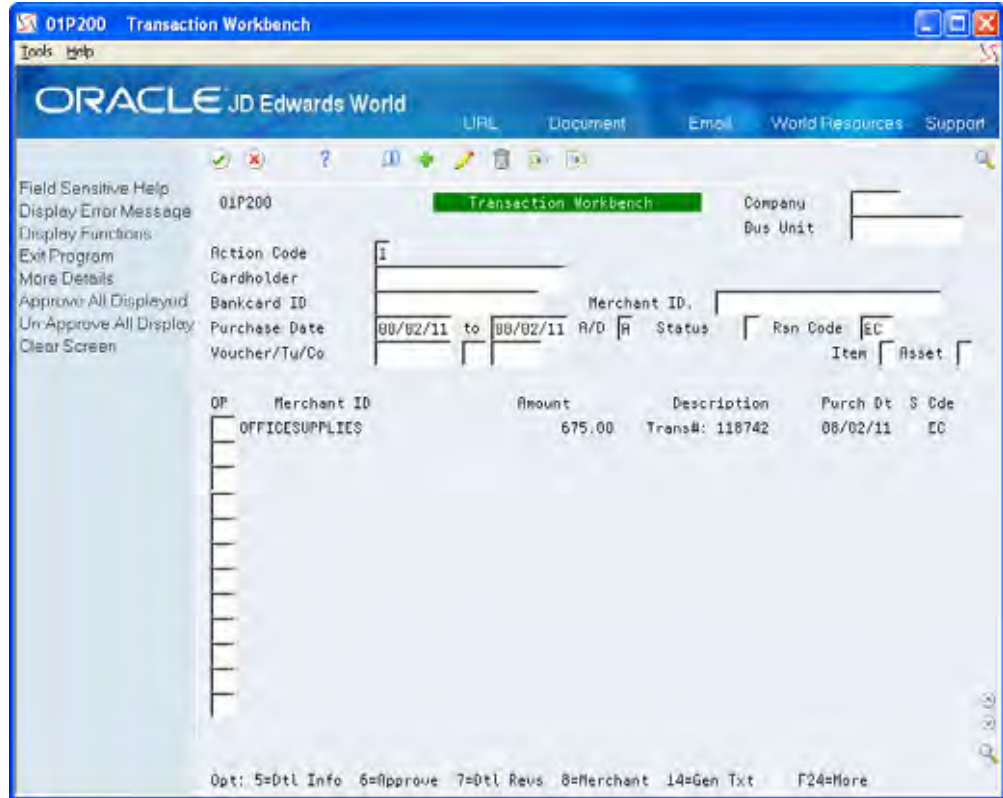 01P200 Transaction Workbench
Tools Help
ORACLE JD Edwards World
URL Document Email World Resources Support
Field Sensitive Help
Display Error Message
Display Functions
Exit Program
More Details
Approve All Displayed
Un-Approve All Display
Clear Screen
01P200 Transaction Workbench Company
Bus Unit
Action Code I
Cardholder
Bankcard ID Merchant ID.
Purchase Date 08/02/11 to 08/02/11 A/D A Status Rsn Code EC
Voucher/Ty/Co Item Asset
OP Merchant ID Amount Description Purch Dt S Cde
OFFICESUPPLIES 675.00 Trans#: 118742 08/02/11 EC
Opt: 5=Dtl Info 6=Approve 7=Dtl Revs 8=Merchant 14=Gen Txt F24=More